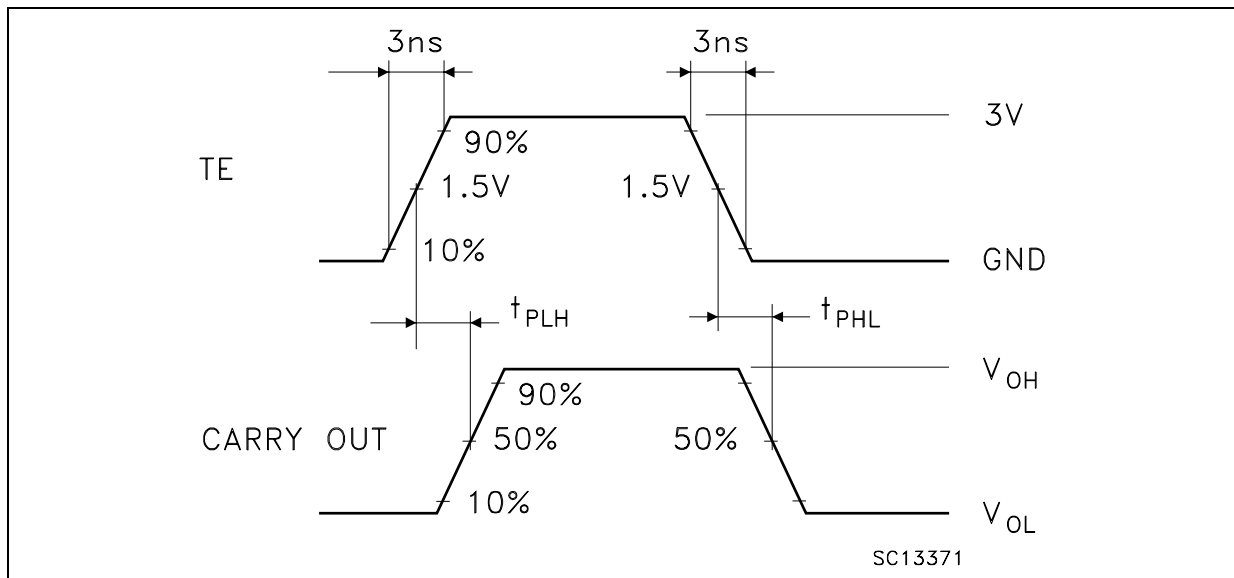 3ns 3ns
3V
90%
TE
1.5V 1.5V
10%
GND
tPLH tPHL
VOH
90%
CARRY OUT 50% 50%
10%
VOL
SC13371